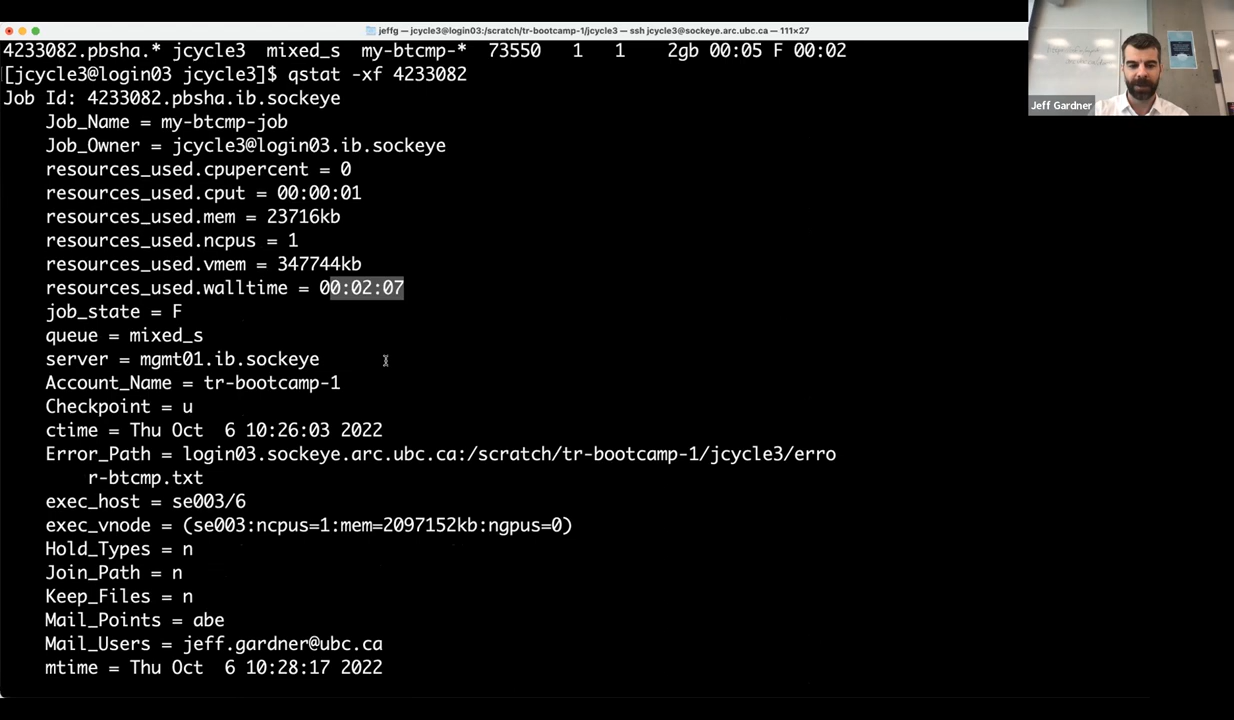 jeffg — jcycle3@login03:/scratch/tr-bootcamp-1/jcycle3 — ssh jcycle3@sockeye.arc.ubc.ca — 111×27
4233082.pbsha.* jcycle3 mixed_s my-btcmp-* 73550 1 1 2gb 00:05 F 00:02
[jcycle3@login03 jcycle3]$ qstat -xf 4233082
Job Id: 4233082.pbsha.ib.sockeye
Job_Name = my-btcmp-job
Job_Owner = jcycle3@login03.ib.sockeye
resources_used.cpupercent = 0
resources_used.cput = 00:00:01
resources_used.mem = 23716kb
resources_used.ncpus = 1
resources_used.vmem = 347744kb
resources_used.walltime = 00:02:07
job_state = F
queue = mixed_s
server = mgmt01.ib.sockeye
Account_Name = tr-bootcamp-1
Checkpoint = u
ctime = Thu Oct  6 10:26:03 2022
Error_Path = login03.sockeye.arc.ubc.ca:/scratch/tr-bootcamp-1/jcycle3/erro
r-btcmp.txt
exec_host = se003/6
exec_vnode = (se003:ncpus=1:mem=2097152kb:ngpus=0)
Hold_Types = n
Join_Path = n
Keep_Files = n
Mail_Points = abe
Mail_Users = jeff.gardner@ubc.ca
mtime = Thu Oct  6 10:28:17 2022
Jeff Gardner